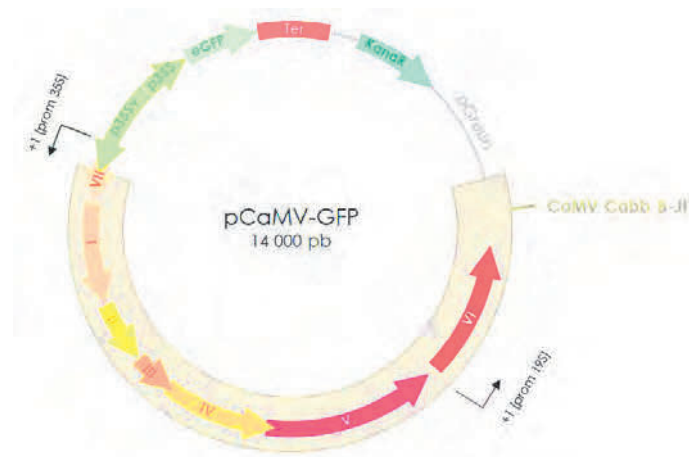 eGFP
Ter
KanaR
p35Sv
p35S
+1 (prom 35S)
VII
pGreen
pCaMV-GFP
14 000 pb
CaMV Cabb B-JI
I
II
III
IV
V
VI
+1 (prom 19S)